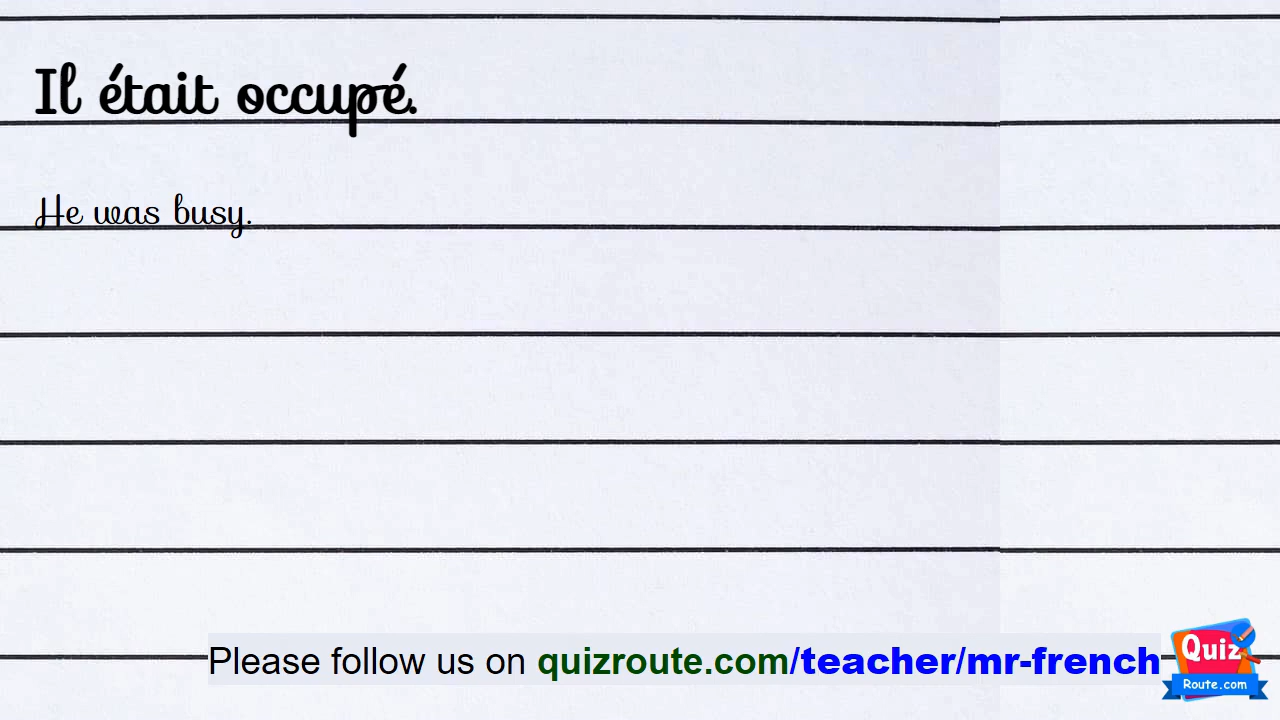 Il était occupé.
He was busy.
Please follow us on quizroute.com/teacher/mr-french
Quiz
Route.com